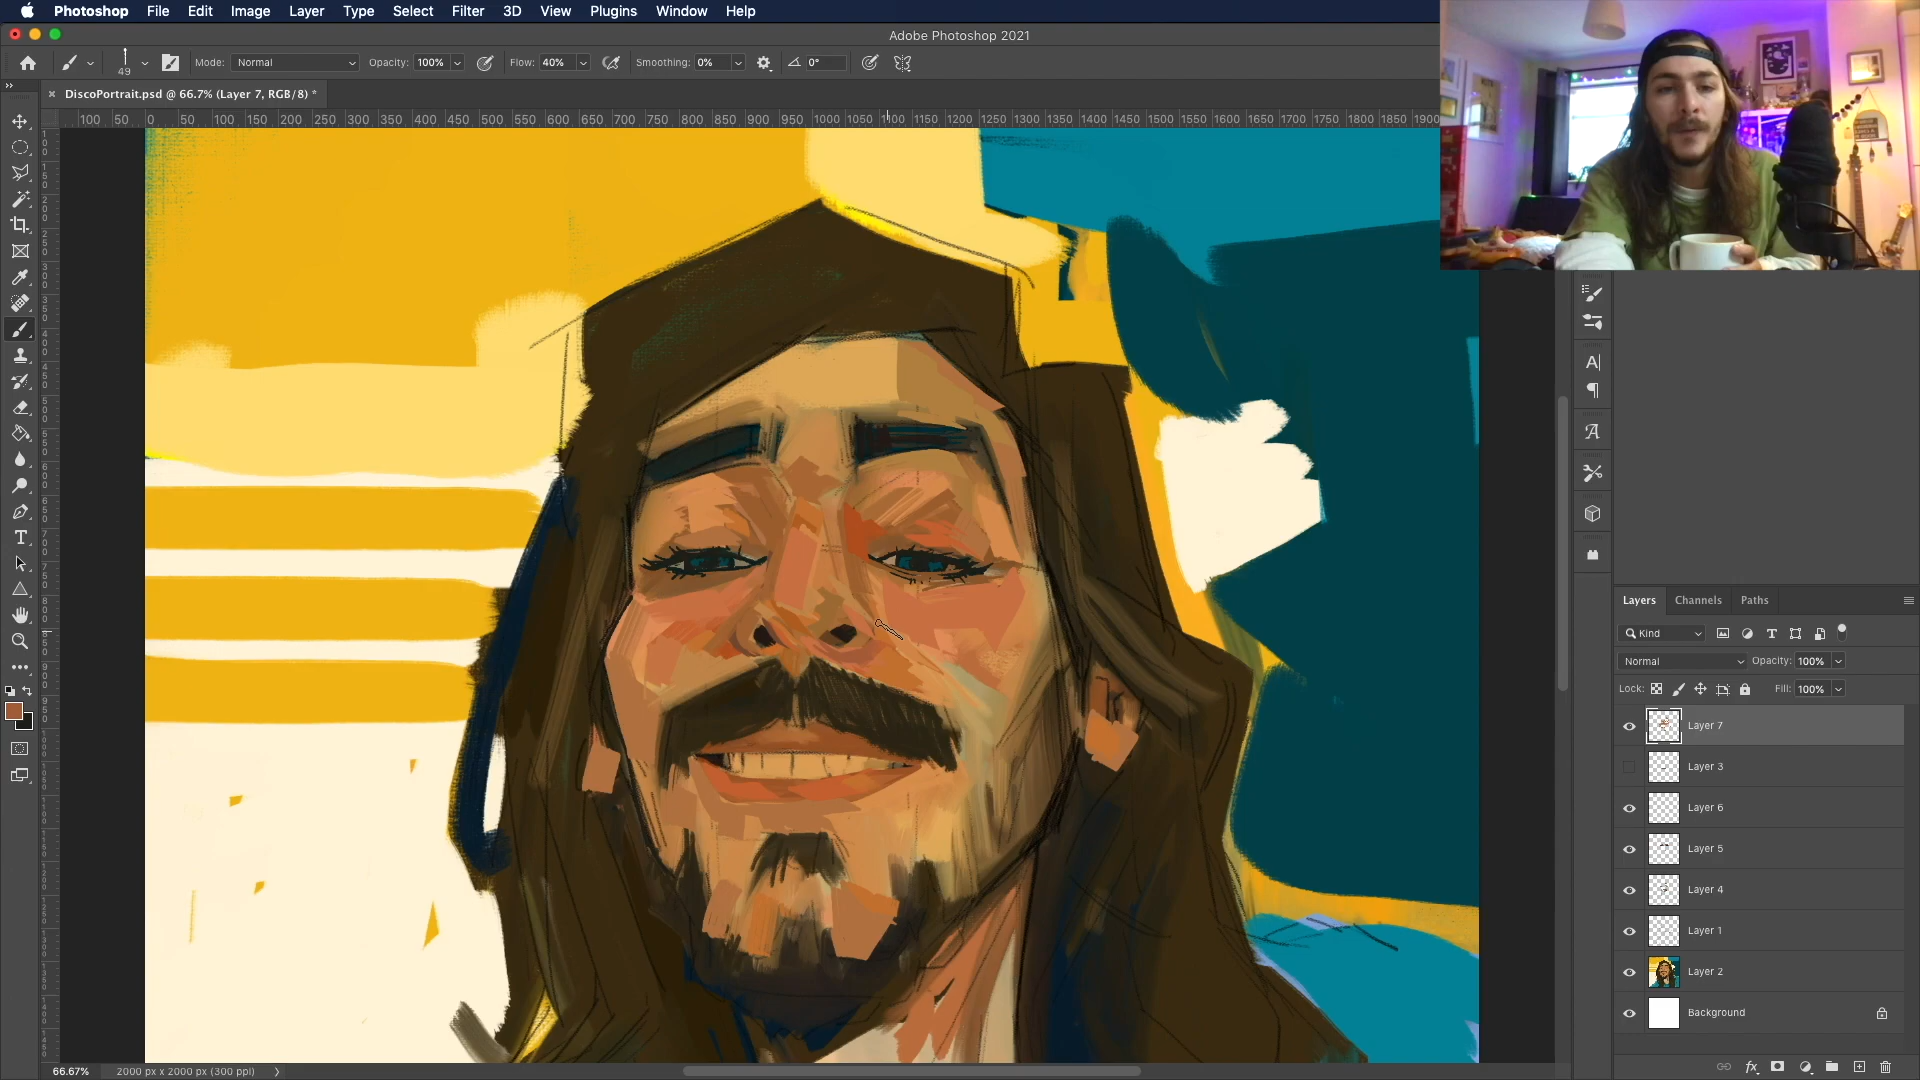 Photoshop File Edit Image Layer Type Select Filter 3D View Plugins Window Help
Adobe Photoshop 2021
49 Mode: Normal Opacity: 100% Flow: 40% Smoothing: 0% 0°
DiscoPortrait.psd @ 66.7% (Layer 7, RGB/8) *
100 50 0 50 100 150 200 250 300 350 400 450 500 550 600 650 700 750 800 850 900 950 1000 1050 1100 1150 1200 1250 1300 1350 1400 1450 1500 1550 1600 1650 1700 1750 1800 1850 1900
Layers Channels Paths
Kind
Normal Opacity: 100%
Lock: Fill: 100%
Layer 7
Layer 3
Layer 6
Layer 5
Layer 4
Layer 1
Layer 2
Background
66.67% 2000 px x 2000 px (300 ppi)